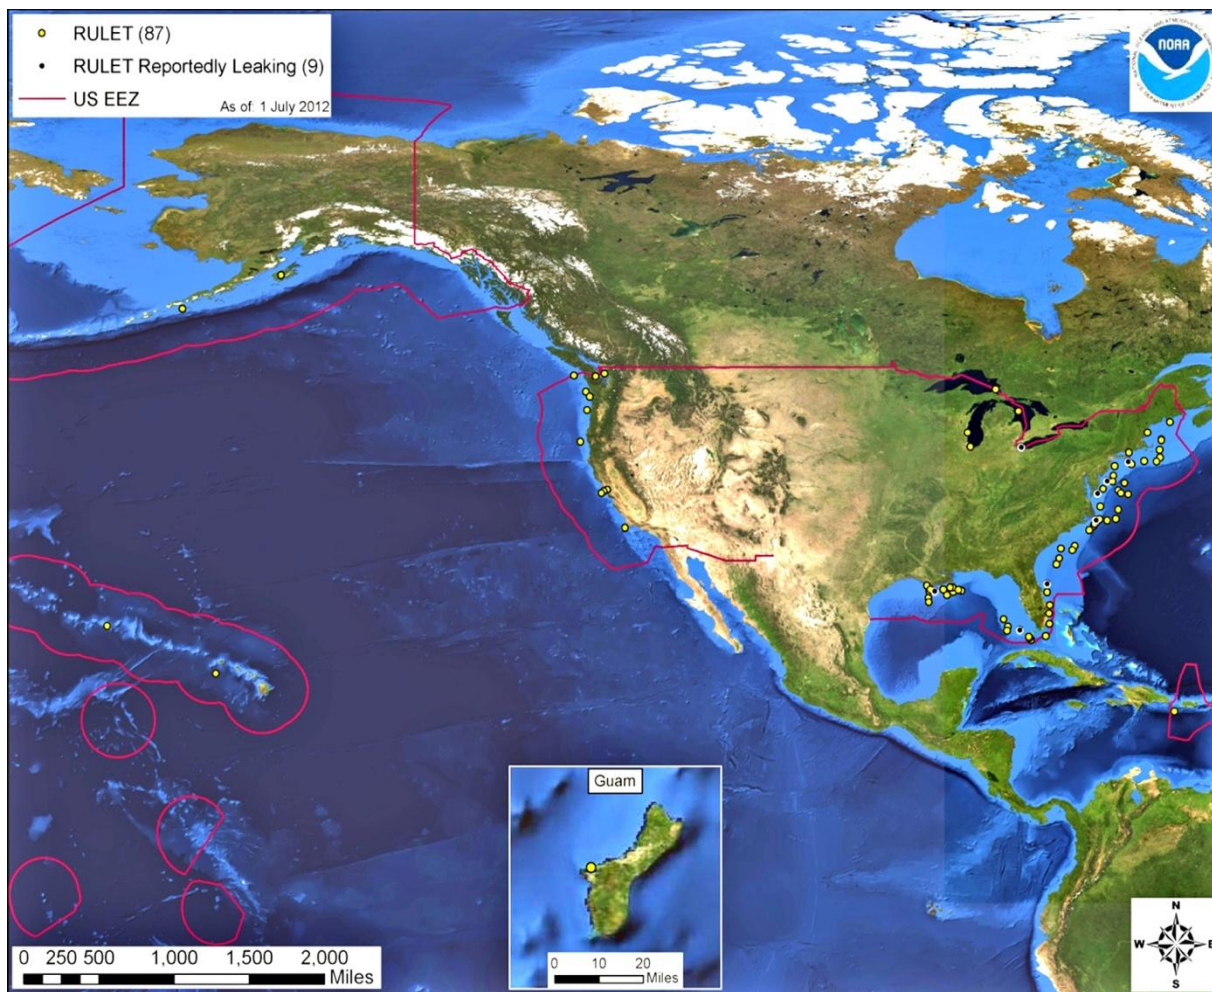 RULET (87)
RULET Reportedly Leaking (9)
US EEZ
As of: 1 July 2012
NOAA
Guam
0 10 20
Miles
0 250 500 1,000 1,500 2,000
Miles
N
W E
S